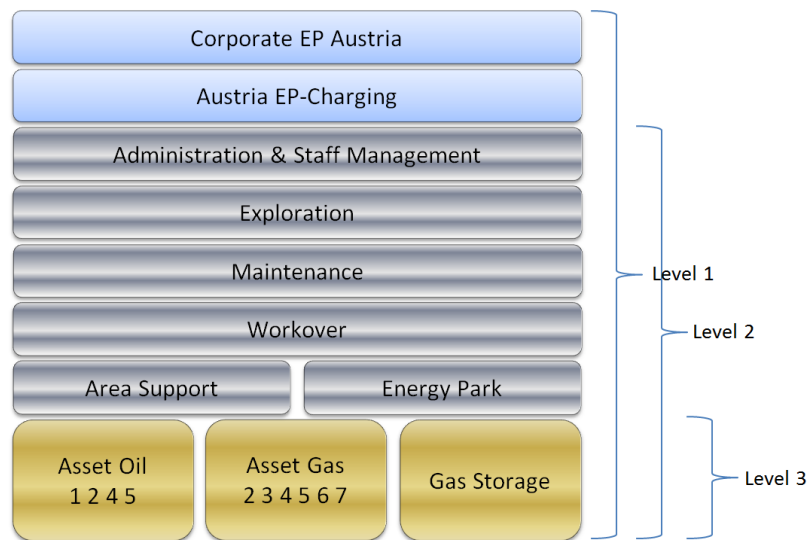 Corporate EP Austria
Austria EP-Charging
Administration & Staff Management
Exploration
Maintenance
Workover
Area Support
Energy Park
Asset Oil
1 2 4 5
Asset Gas
2 3 4 5 6 7
Gas Storage
Level 1
Level 2
Level 3